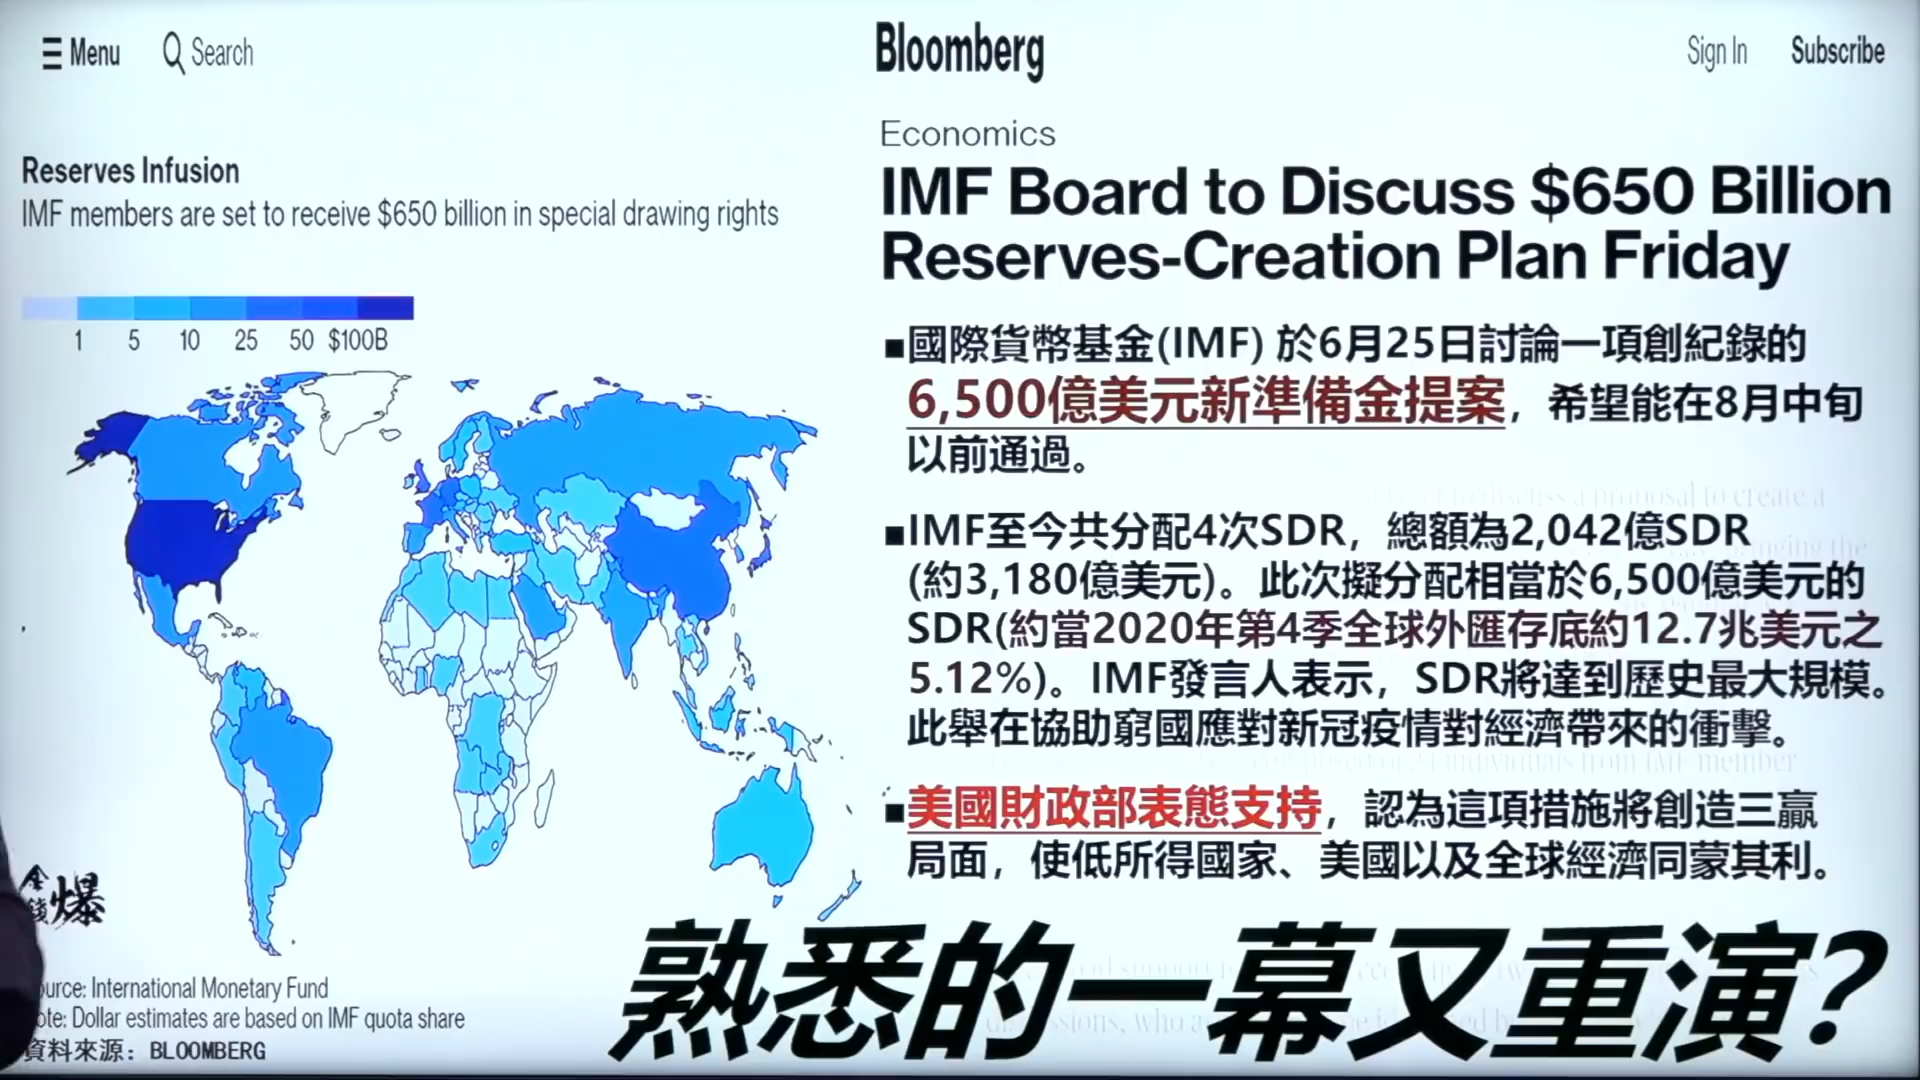 Menu
Search
Bloomberg
Sign In
Subscribe
Reserves Infusion
IMF members are set to receive $650 billion in special drawing rights
1 5 10 25 50 $100B
Economics
IMF Board to Discuss $650 Billion
Reserves-Creation Plan Friday
■國際貨幣基金(IMF) 於6月25日討論一項創紀錄的
6,500億美元新準備金提案，希望能在8月中旬
以前通過。
■IMF至今共分配4次SDR，總額為2,042億SDR
(約3,180億美元)。此次擬分配相當於6,500億美元的
SDR(約當2020年第4季全球外匯存底約12.7兆美元之
5.12%)。IMF發言人表示，SDR將達到歷史最大規模。
此舉在協助窮國應對新冠疫情對經濟帶來的衝擊。
■美國財政部表態支持，認為這項措施將創造三贏
局面，使低所得國家、美國以及全球經濟同蒙其利。
熟悉的一幕又重演?
金錢爆
urce: International Monetary Fund
ote: Dollar estimates are based on IMF quota share
資料來源：BLOOMBERG